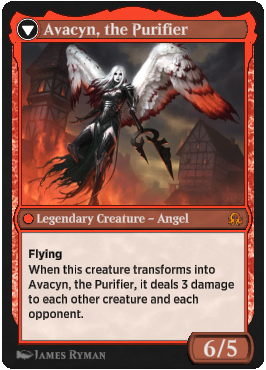 Avacyn, the Purifier
Legendary Creature – Angel
Flying
When this creature transforms into
Avacyn, the Purifier, it deals 3 damage
to each other creature and each
opponent.
James Ryman
6/5